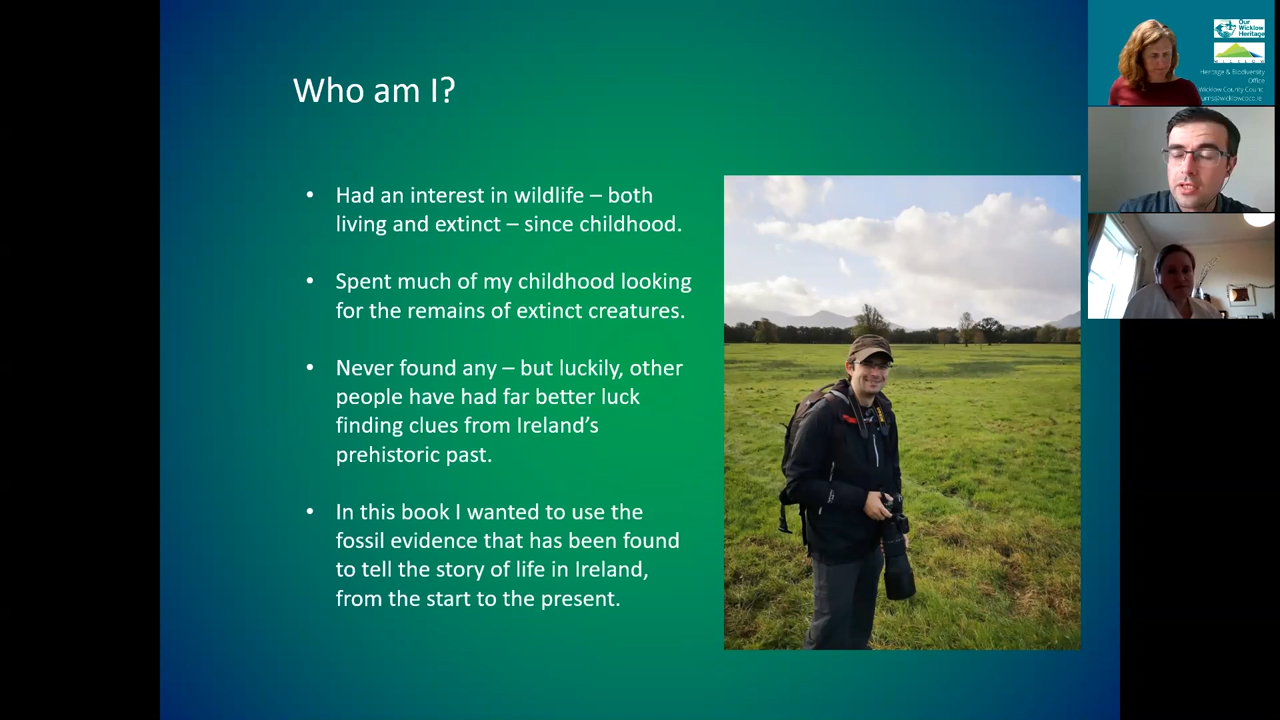 Who am I?
• Had an interest in wildlife – both
living and extinct – since childhood.
• Spent much of my childhood looking
for the remains of extinct creatures.
• Never found any – but luckily, other
people have had far better luck
finding clues from Ireland’s
prehistoric past.
• In this book I wanted to use the
fossil evidence that has been found
to tell the story of life in Ireland,
from the start to the present.
Our
Wicklow
Heritage
Heritage & Biodiversity
Office
Wicklow County Council